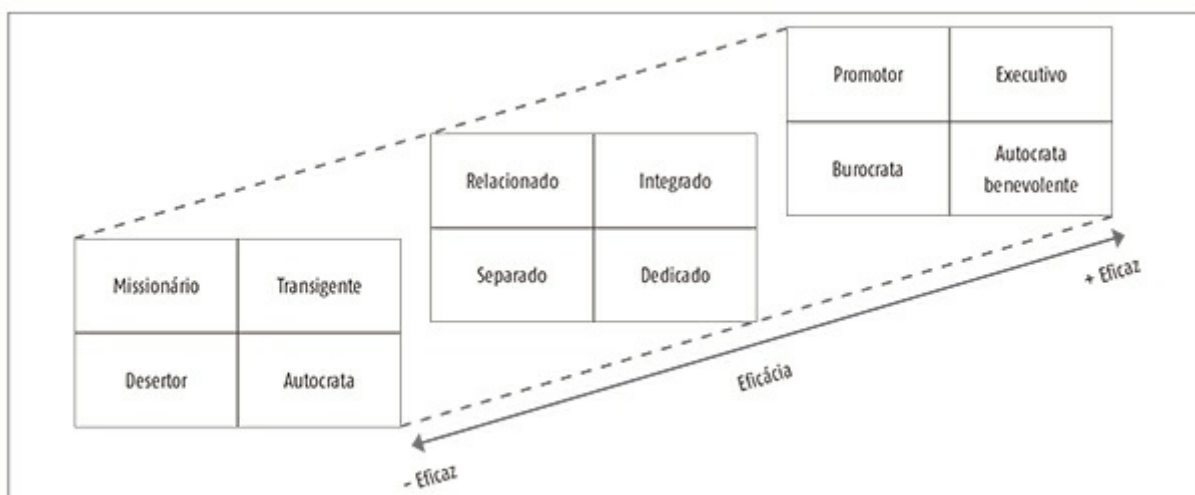 Promotor
Executivo
Burocrata
Autocrata
benevolente
Relacionado
Integrado
Separado
Dedicado
Missionário
Transigente
Desertor
Autocrata
+ Eficaz
Eficácia
- Eficaz